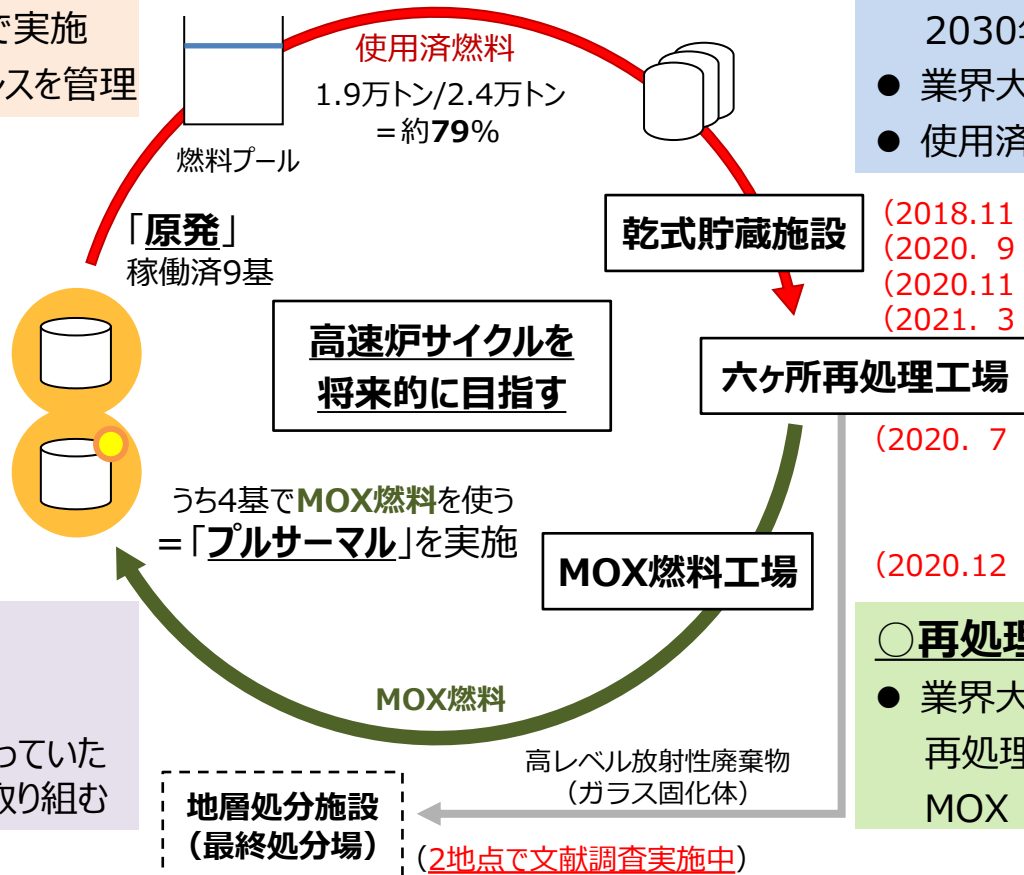 で実施
ンスを管理
使用済燃料
1.9万トン/2.4万トン
＝約79%
燃料プール
2030年
● 業界大
● 使用済
「原発」
稼働済9基
乾式貯蔵施設
（2018.11
（2020. 9
（2020.11
（2021. 3
高速炉サイクルを
将来的に目指す
六ヶ所再処理工場
（2020. 7
うち4基でMOX燃料を使う
＝「プルサーマル」を実施
MOX燃料工場
（2020.12
MOX燃料
○再処理
● 業界大
再処理
MOX
っていた
取り組む
高レベル放射性廃棄物
（ガラス固化体）
地層処分施設
（最終処分場）
（2地点で文献調査実施中）